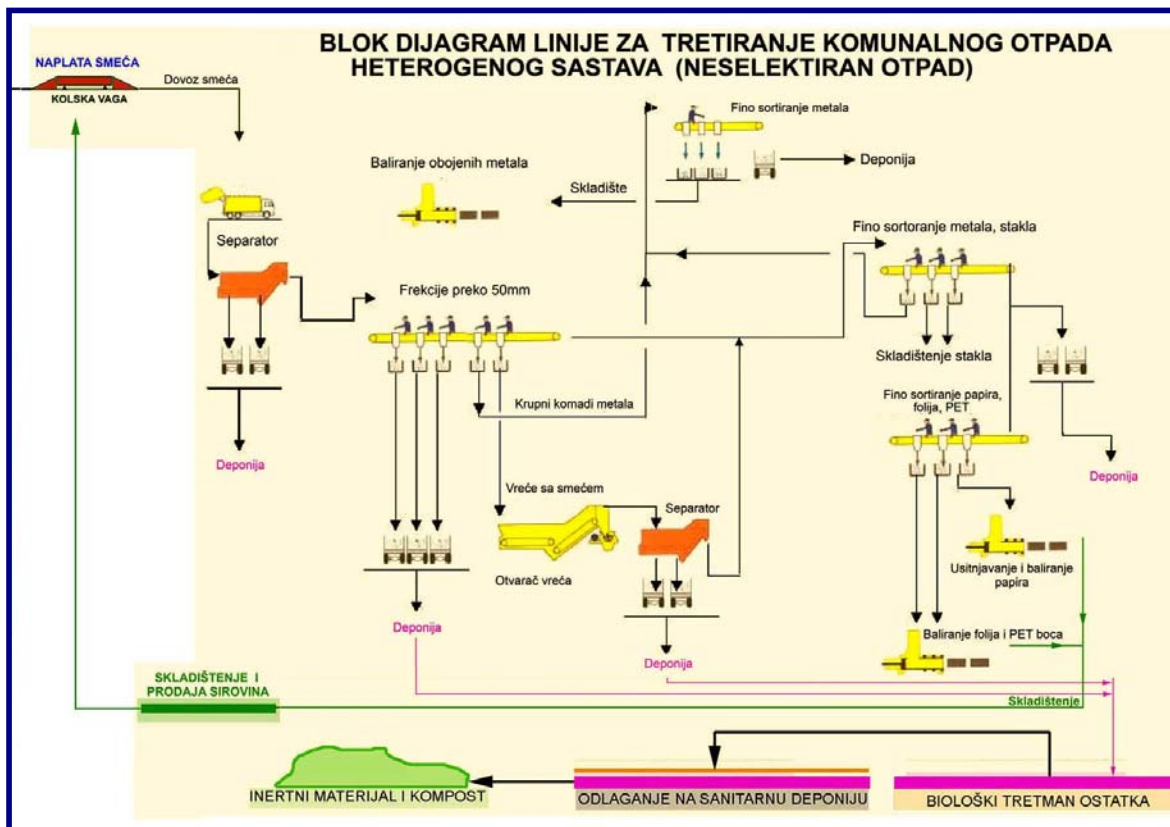 BLOK DIJAGRAM LINIJE ZA TRETIRANJE KOMUNALNOG OTPADA
HETEROGENOG SASTAVA (NESELEKTIRAN OTPAD)
NAPLATA SMEĆA
KOLSKA VAGA
Dovoz smeća
Fino sortiranje metala
Deponija
Baliranje obojenih metala
Skladište
Separator
Fino sortoranje metala, stakla
Frekcije preko 50mm
Skladištenje stakla
Krupni komadi metala
Fino sortiranje papira,
folija, PET
Deponija
Deponija
Vreće sa smećem
Separator
Otvarač vreća
Usitnjavanje i baliranje
papira
Deponija
Baliranje folija i PET boca
Deponija
SKLADIŠTENJE I
PRODAJA SIROVINA
Skladištenje
INERTNI MATERIJAL I KOMPOST
ODLAGANJE NA SANITARNU DEPONIJU
BIOLOŠKI TRETMAN OSTATKA